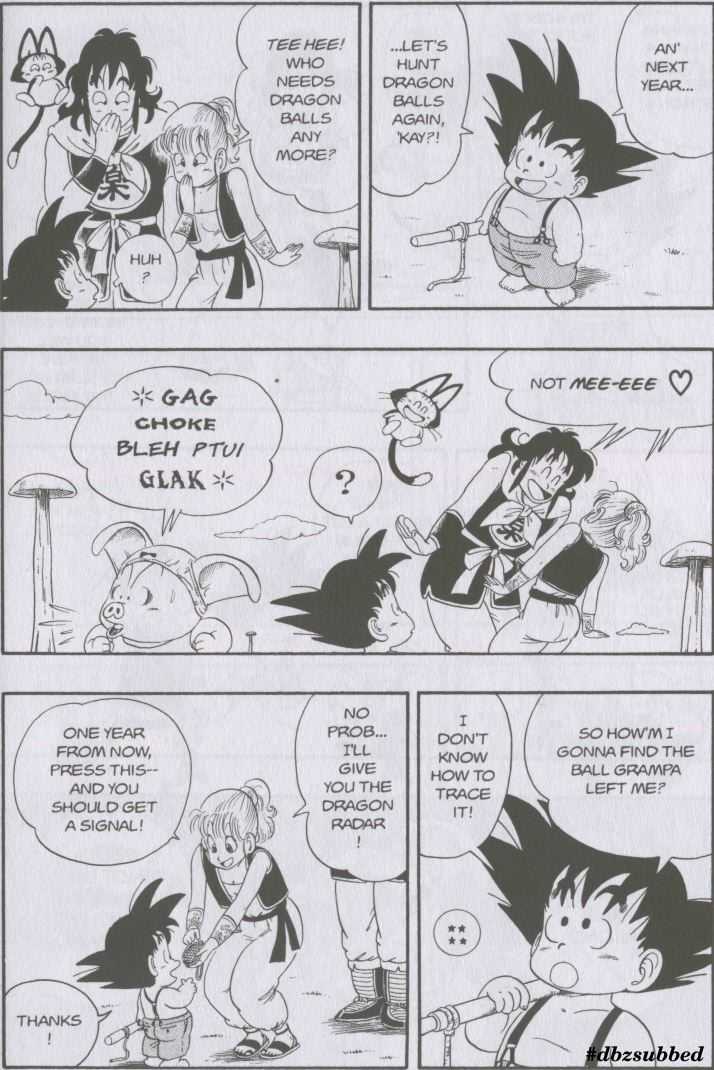 AN'
NEXT
YEAR...
...LET'S
HUNT
DRAGON
BALLS
AGAIN,
'KAY?!
TEE HEE!
WHO
NEEDS
DRAGON
BALLS
ANY
MORE?
HUH
?
NOT MEE-EEE ♡
?
GAG
CHOKE
BLEH PTUI
GLAK
SO HOW'M I
GONNA FIND THE
BALL GRAMPA
LEFT ME?
I
DON'T
KNOW
HOW TO
TRACE
IT!
NO
PROB...
I'LL
GIVE
YOU THE
DRAGON
RADAR
!
ONE YEAR
FROM NOW,
PRESS THIS--
AND YOU
SHOULD GET
A SIGNAL!
THANKS
!
#dbzsubbed